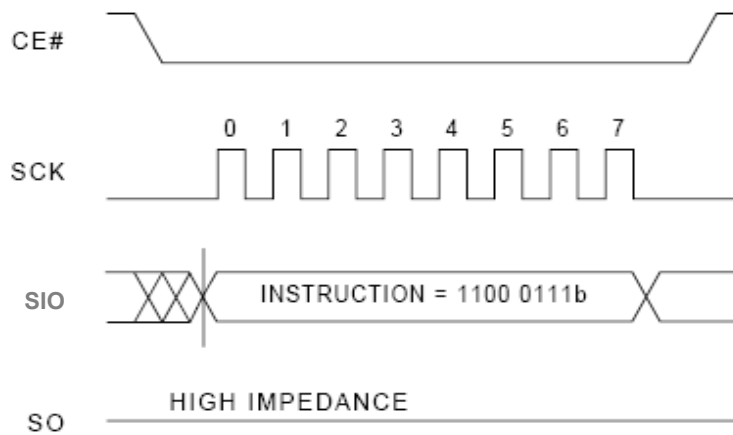 CE#
0 1 2 3 4 5 6 7
SCK
SIO INSTRUCTION = 1100 0111b
HIGH IMPEDANCE
SO